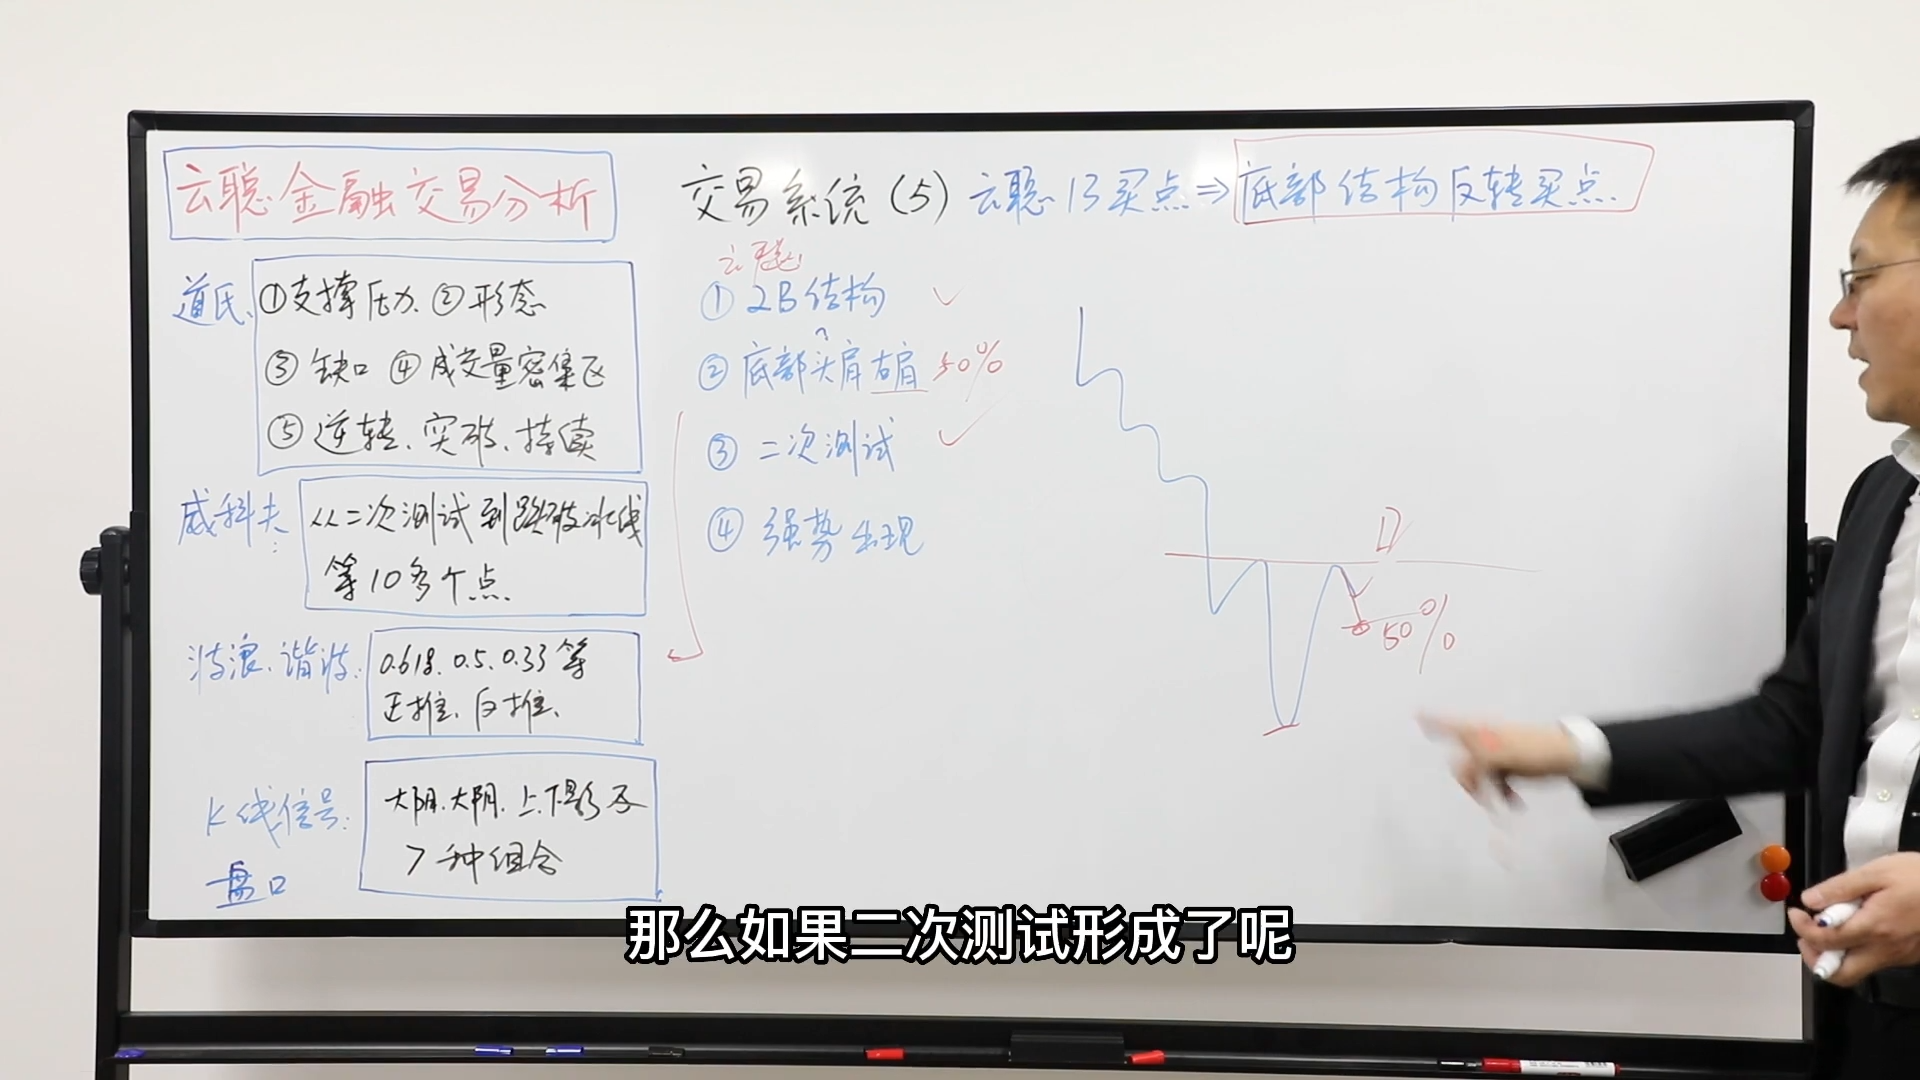 云聪金融交易分析
道氏、①支撑压力、②形态
③缺口 ④成交量密集区
⑤逆转、突破、持续
威科夫: 从二次测试到跌破冰线
等10多个点、
波浪、谐波: 0.618、0.5、0.33等
正推、反推、
K线信号: 大阴、大阳、上下影子
7种组合
盘口
交易系统(5) 云聪13买点⇒底部结构反转买点.
云聪
①2B结构 ✓
②底部头肩右肩 50%
③二次测试 ✓
④强势出现
50%
那么如果二次测试形成了呢